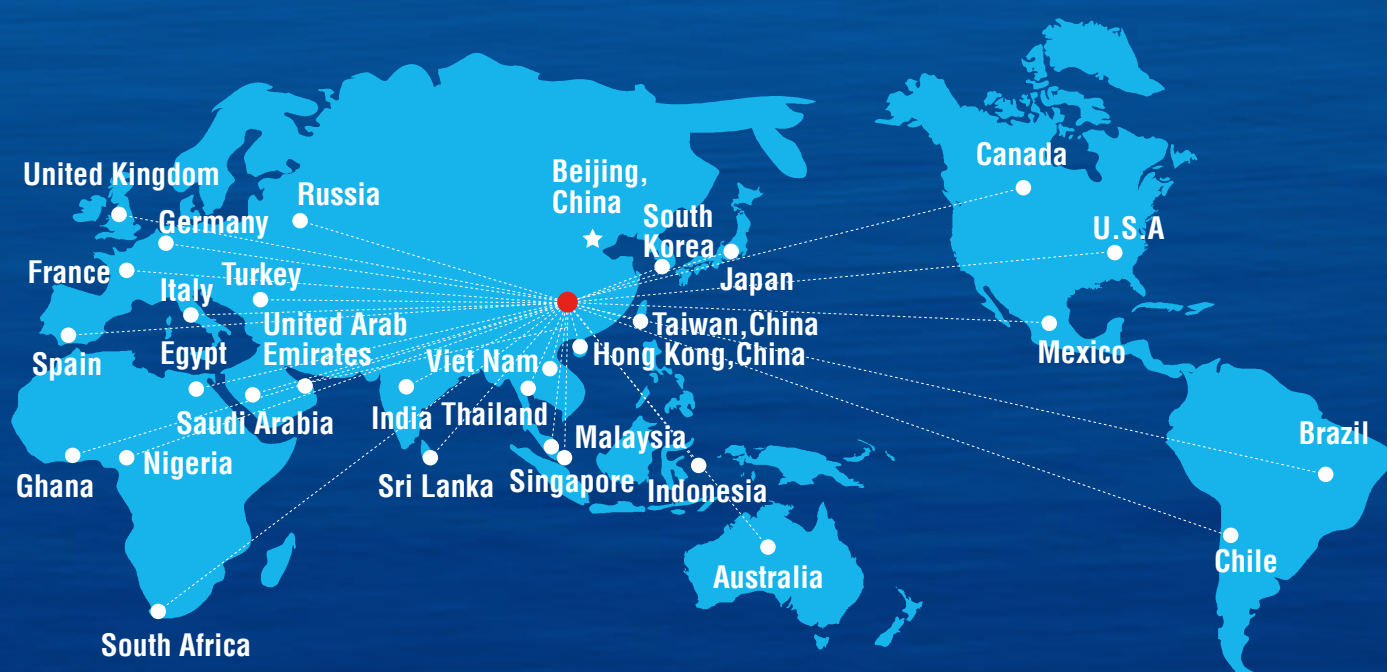 United Kingdom
Germany
France
Italy
Turkey
Russia
Spain
Egypt
United Arab
Emirates
Saudi Arabia
Ghana
Nigeria
South Africa
Beijing,
China
South
Korea
Japan
Taiwan,China
Hong Kong,China
Viet Nam
India
Thailand
Sri Lanka
Malaysia
Singapore
Indonesia
Australia
Canada
U.S.A
Mexico
Brazil
Chile